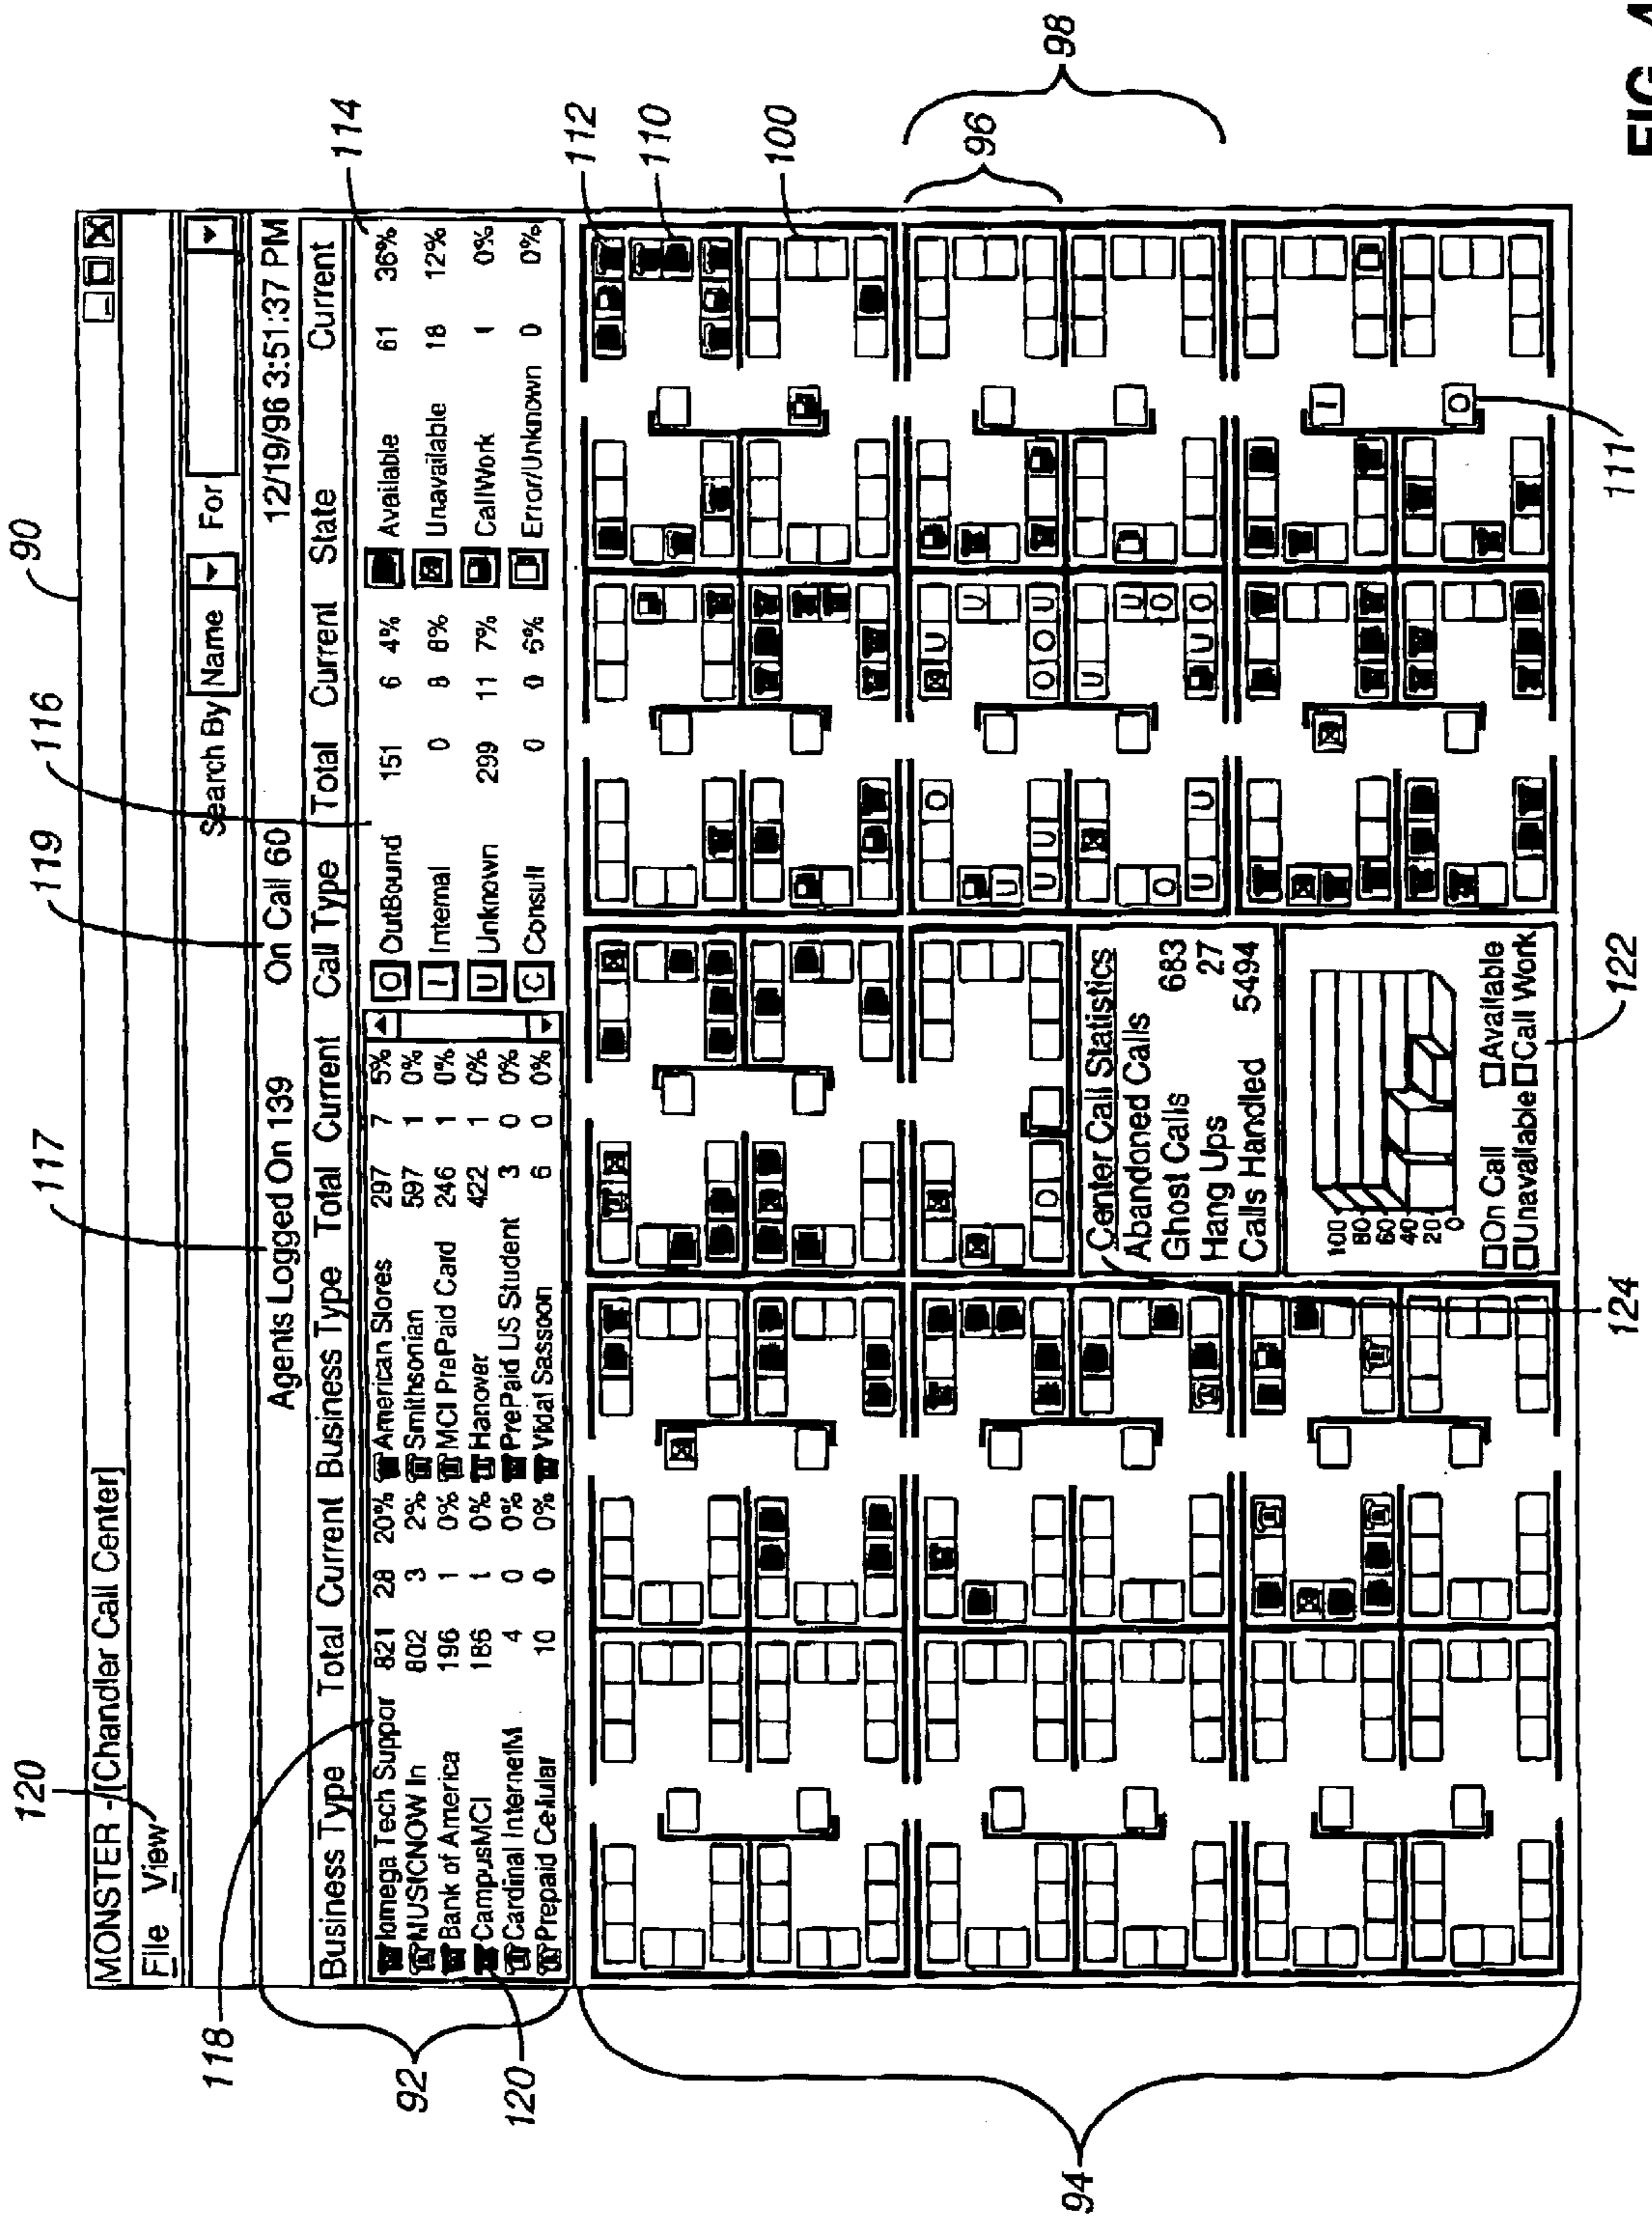 FIG. 4
90
116
119
117
120
114
118
92
120
MONSTER -[Chandler Call Center]
File View
Search By Name For
Agents Logged On 139 On Call 60 12/19/96 3:51:37 PM
Business Type Total Current Business Type Total Current Call Type Total Current State Current
Iomega Tech Suppor 821 28 20% American Stores 297 7 5% O OutBound 151 6 4% Available 61 36%
MUSICNOW In 802 3 2% Smithsonian 597 1 0% I Internal 0 8 8% Unavailable 18 12%
Bank of America 196 1 0% MCI PrePaid Card 246 1 0% U Unknown 299 11 7% CallWork 1 0%
CampusMCI 186 1 0% Hanover 422 1 0% C Consult 0 0 Error/Unknown 0 0%
Cardinal InternetM 4 0 0% PrePaid US Student 3 0 0%
Prepaid Cellular 10 0 0% Vidal Sassoon 6 0 0%
112
110
100
96
98
94
O
U U
U
U U U
O O U
U
U O
O
U U
U O
I
O
O
111
Center Call Statistics
Abandoned Calls 683
Ghost Calls 27
Hang Ups
Calls Handled 5494
100
80
60
40
20
0
On Call Available
Unavailable Call Work
122
124